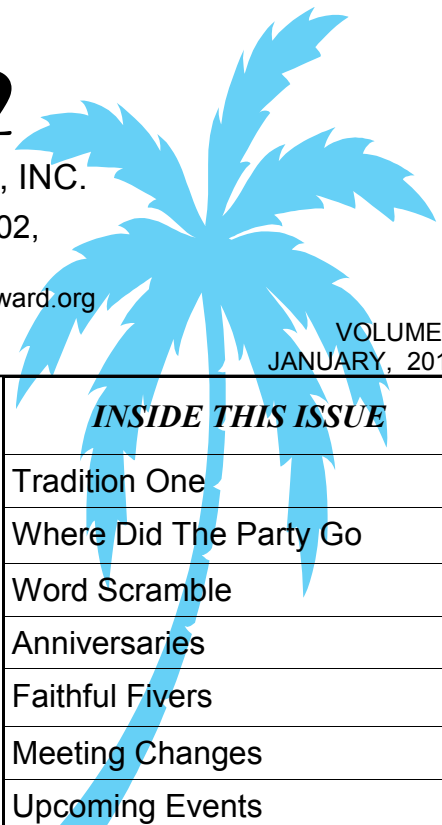 , INC.
02,
ward.org
VOLUME
JANUARY, 201
INSIDE THIS ISSUE
Tradition One
Where Did The Party Go
Word Scramble
Anniversaries
Faithful Fivers
Meeting Changes
Upcoming Events